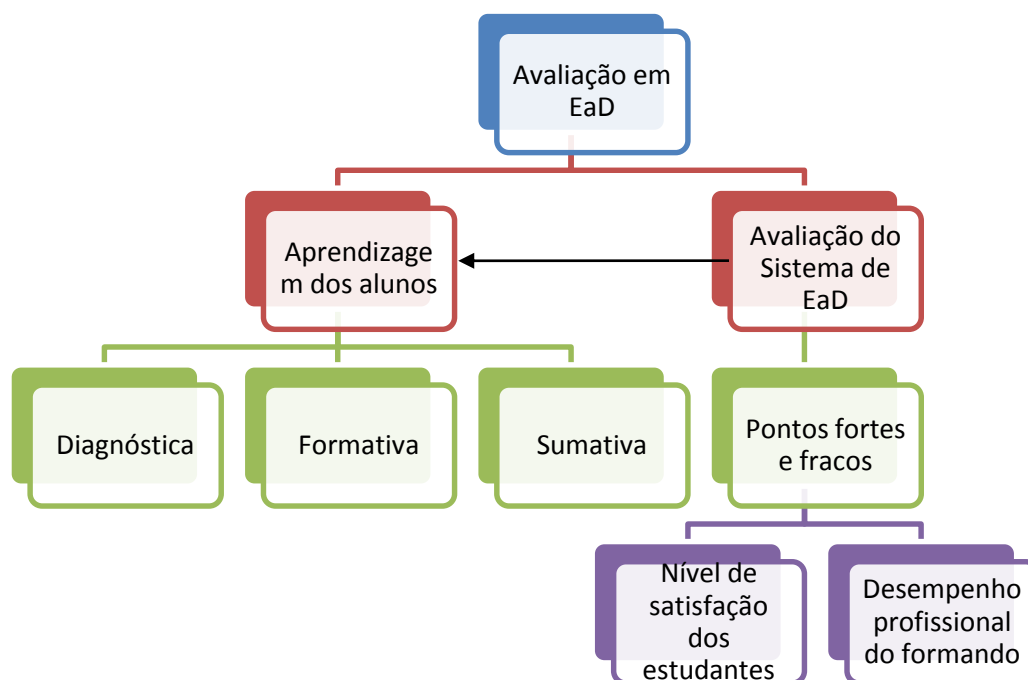 Avaliação em
EaD
Aprendizage
m dos alunos
Avaliação do
Sistema de
EaD
Diagnóstica
Formativa
Sumativa
Pontos fortes
e fracos
Nível de
satisfação
dos
estudantes
Desempenho
profissional
do formando